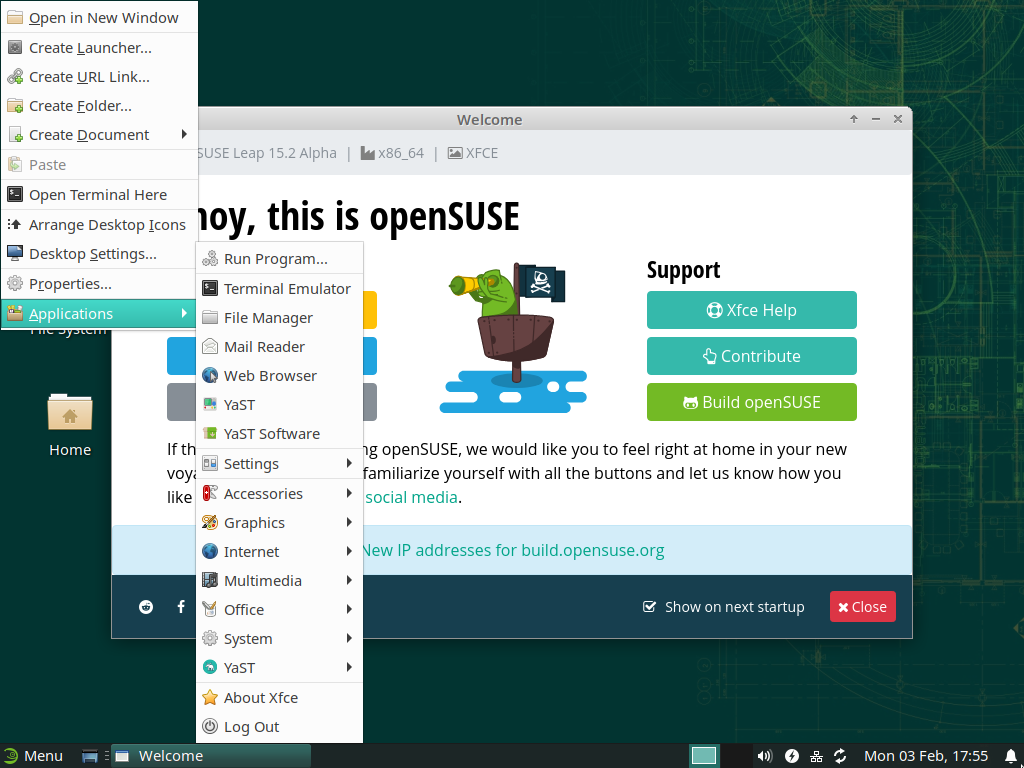 Open in New Window
Create Launcher...
Create URL Link...
Create Folder...
Create Document
Paste
Open Terminal Here
Arrange Desktop Icons
Desktop Settings...
Properties...
Applications
File System
Home
Run Program...
Terminal Emulator
File Manager
Mail Reader
Web Browser
YaST
YaST Software
Settings
Accessories
Graphics
Internet
Multimedia
Office
System
YaST
About Xfce
Log Out
Welcome
SUSE Leap 15.2 Alpha | x86_64 | XFCE
hoy, this is openSUSE
Support
Xfce Help
Contribute
Build openSUSE
If th ng openSUSE, we would like you to feel right at home in your new
voya familiarize yourself with all the buttons and let us know how you
like social media.
New IP addresses for build.opensuse.org
Show on next startup
Close
Menu
Welcome
Mon 03 Feb, 17:55